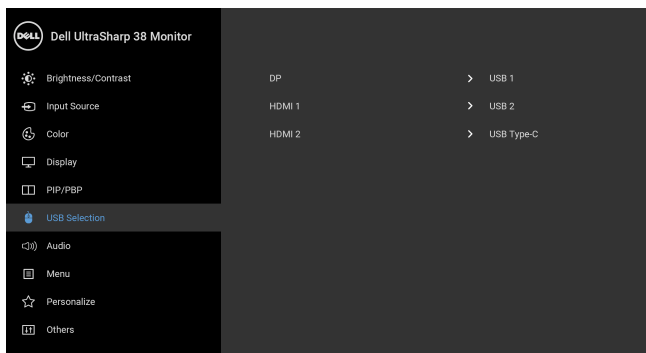 DELL Dell UltraSharp 38 Monitor
Brightness/Contrast
DP USB 1
Input Source
HDMI 1 USB 2
Color
HDMI 2 USB Type-C
Display
PIP/PBP
USB Selection
Audio
Menu
Personalize
Others